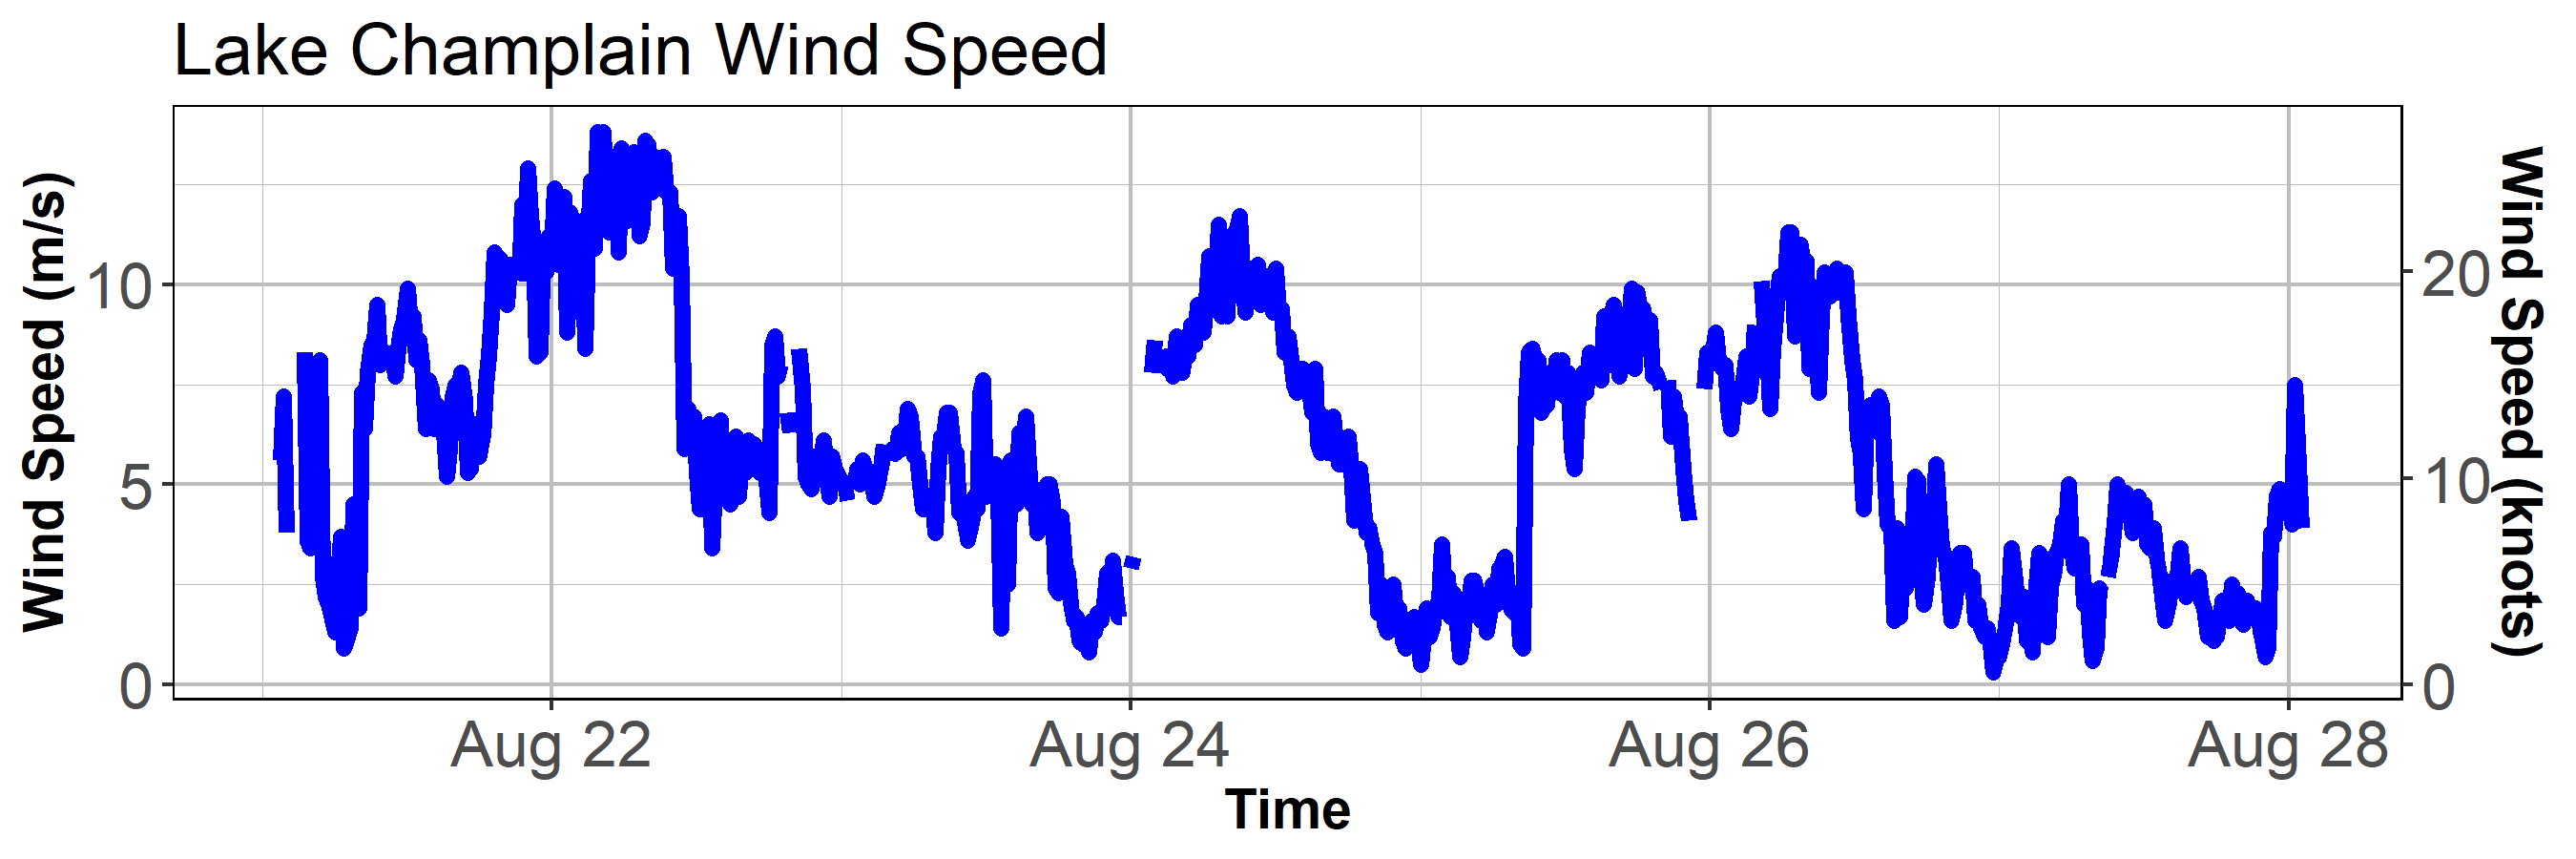 Lake Champlain Wind Speed
Wind Speed (m/s)
10
5
0
20
10
0
Wind Speed (knots)
Aug 22
Aug 24
Aug 26
Aug 28
Time